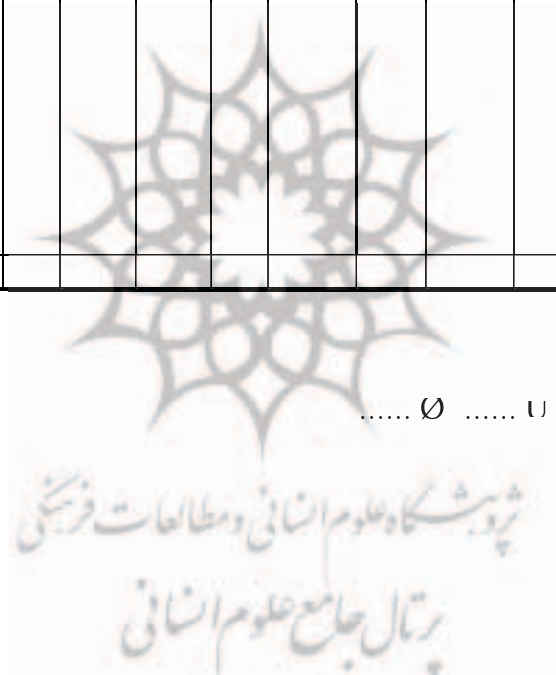 ...... Ø ...... U
پژوهشگاه علوم انسانی و مطالعات فرهنگی
پرتال جامع علوم انسانی